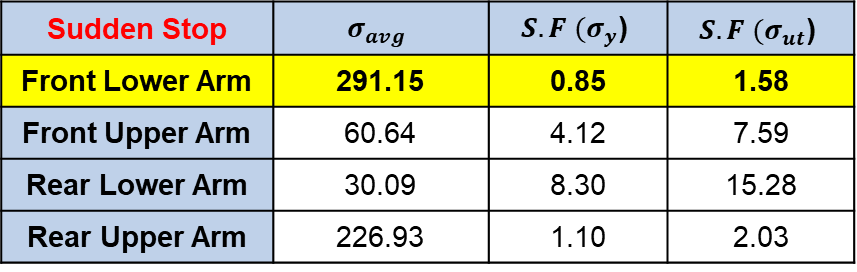 Sudden Stop σavg S.F (σy) S.F (σut)
Front Lower Arm 291.15 0.85 1.58
Front Upper Arm 60.64 4.12 7.59
Rear Lower Arm 30.09 8.30 15.28
Rear Upper Arm 226.93 1.10 2.03